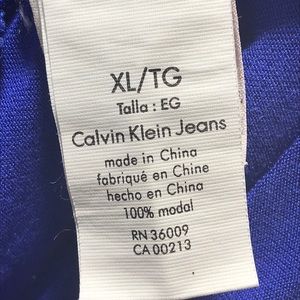 XL/TG
Talla : EG
Calvin Klein Jeans
made in China
fabriqué en Chine
hecho en China
100% modal
RN 36009
CA 00213